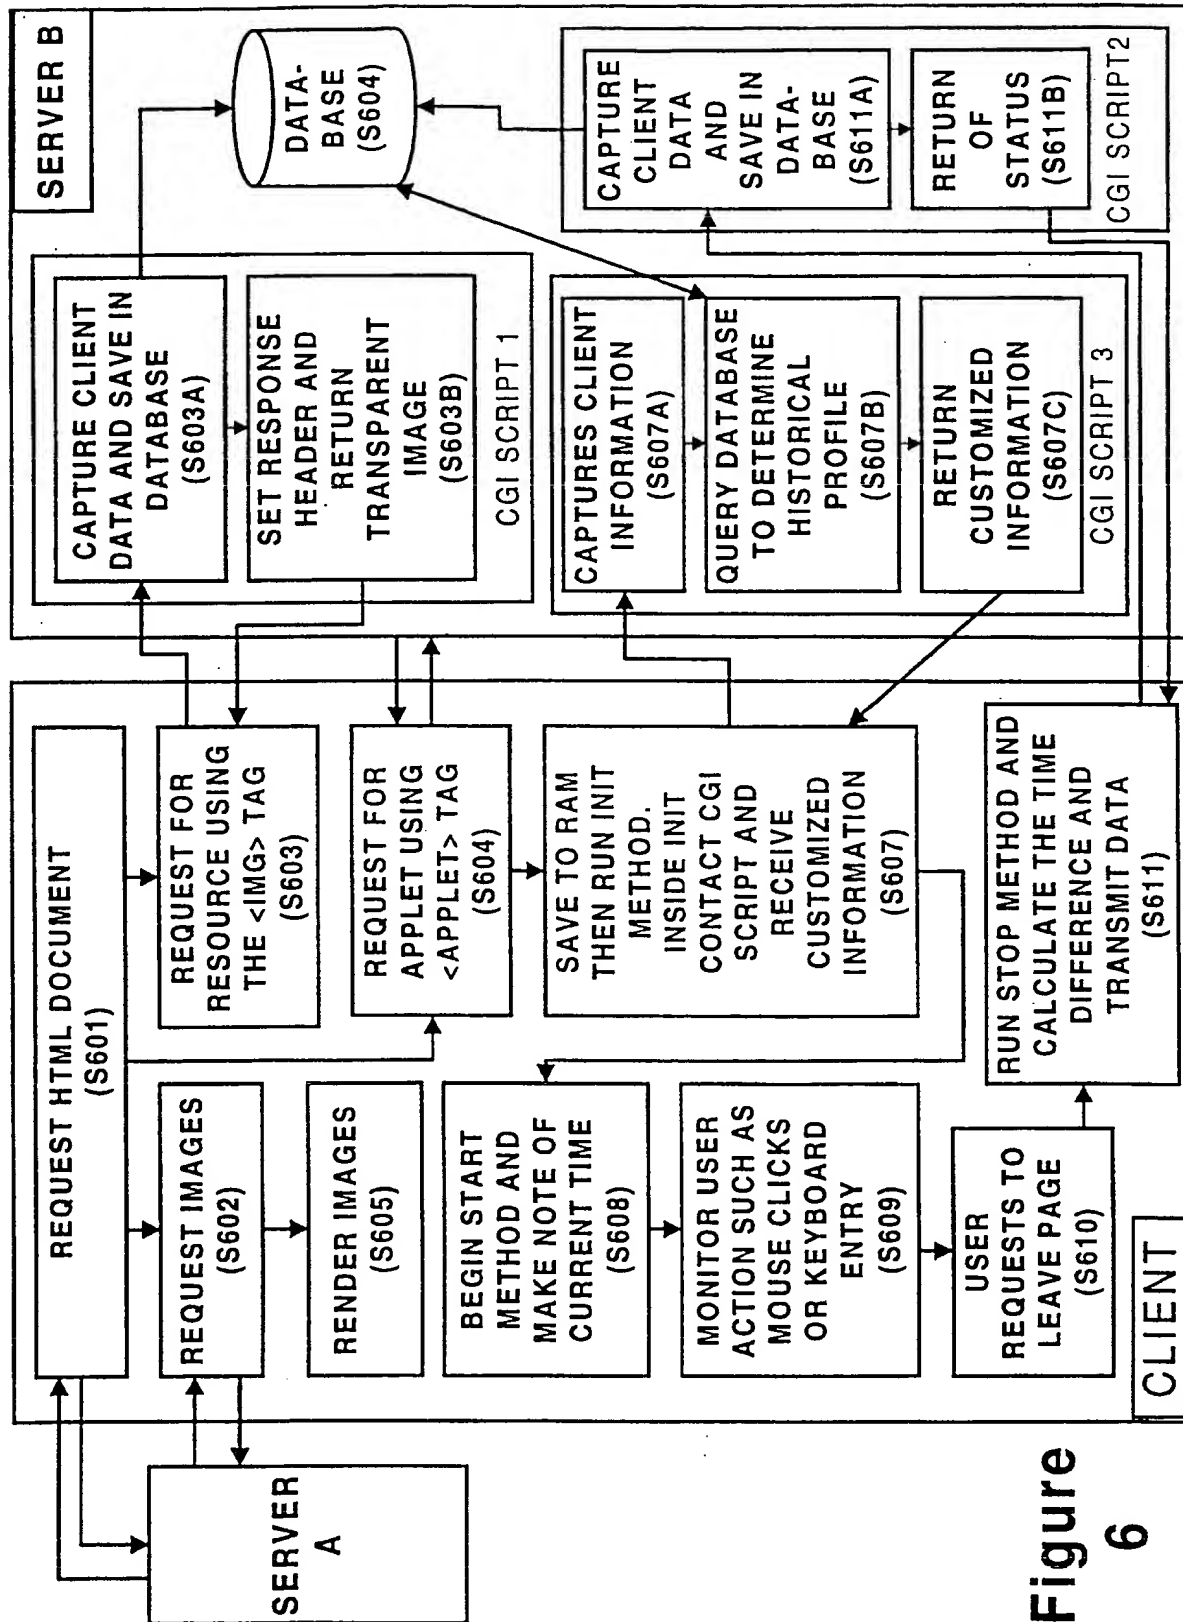 SERVER B
CAPTURE CLIENT
DATA AND SAVE IN
DATABASE
(S603A)
SET RESPONSE
HEADER AND
RETURN
TRANSPARENT
IMAGE
(S603B)
CGI SCRIPT 1
DATA-
BASE
(S604)
CAPTURES CLIENT
INFORMATION
(S607A)
QUERY DATABASE
TO DETERMINE
HISTORICAL
PROFILE
(S607B)
RETURN
CUSTOMIZED
INFORMATION
(S607C)
CGI SCRIPT 3
CAPTURE
CLIENT
DATA
AND
SAVE IN
DATA-
BASE
(S611A)
RETURN
OF
STATUS
(S611B)
CGI SCRIPT2
REQUEST HTML DOCUMENT
(S601)
REQUEST FOR
RESOURCE USING
THE <IMG> TAG
(S603)
REQUEST FOR
APPLET USING
<APPLET> TAG
(S604)
SAVE TO RAM
THEN RUN INIT
METHOD.
INSIDE INIT
CONTACT CGI
SCRIPT AND
RECEIVE
CUSTOMIZED
INFORMATION
(S607)
RUN STOP METHOD AND
CALCULATE THE TIME
DIFFERENCE AND
TRANSMIT DATA
(S611)
REQUEST IMAGES
(S602)
RENDER IMAGES
(S605)
BEGIN START
METHOD AND
MAKE NOTE OF
CURRENT TIME
(S608)
MONITOR USER
ACTION SUCH AS
MOUSE CLICKS
OR KEYBOARD
ENTRY
(S609)
USER
REQUESTS TO
LEAVE PAGE
(S610)
CLIENT
SERVER
A
Figure
6